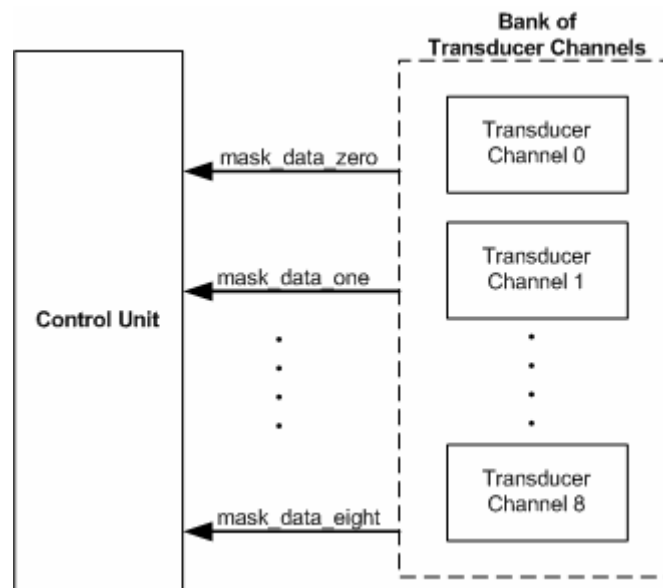 Bank of
Transducer Channels
Transducer
Channel 0
mask_data_zero
Transducer
Channel 1
mask_data_one
Control Unit
Transducer
Channel 8
mask_data_eight